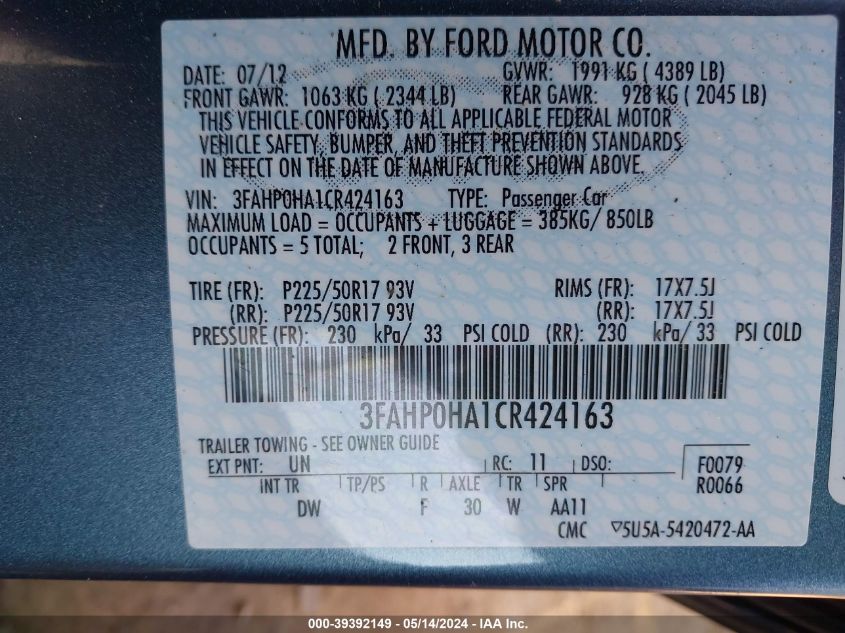 MFD. BY FORD MOTOR CO.
DATE: 07/12 GVWR: 1991 KG ( 4389 LB)
FRONT GAWR: 1063 KG ( 2344 LB) REAR GAWR: 928 KG ( 2045 LB)
THIS VEHICLE CONFORMS TO ALL APPLICABLE FEDERAL MOTOR
VEHICLE SAFETY, BUMPER, AND THEFT PREVENTION STANDARDS
IN EFFECT ON THE DATE OF MANUFACTURE SHOWN ABOVE.
VIN: 3FAHP0HA1CR424163 TYPE: Passenger Car
MAXIMUM LOAD = OCCUPANTS + LUGGAGE = 385KG/ 850LB
OCCUPANTS = 5 TOTAL; 2 FRONT, 3 REAR
TIRE (FR): P225/50R17 93V RIMS (FR): 17X7.5J
(RR): P225/50R17 93V (RR): 17X7.5J
PRESSURE (FR): 230 kPa/ 33 PSI COLD (RR): 230 kPa/ 33 PSI COLD
3FAHP0HA1CR424163
TRAILER TOWING - SEE OWNER GUIDE
EXT PNT: UN RC: 11 DSO: F0079
INT TR TP/PS R AXLE TR SPR R0066
DW F 30 W AA11
CMC ▽5U5A-5420472-AA
000-39392149 - 05/14/2024 - IAA Inc.